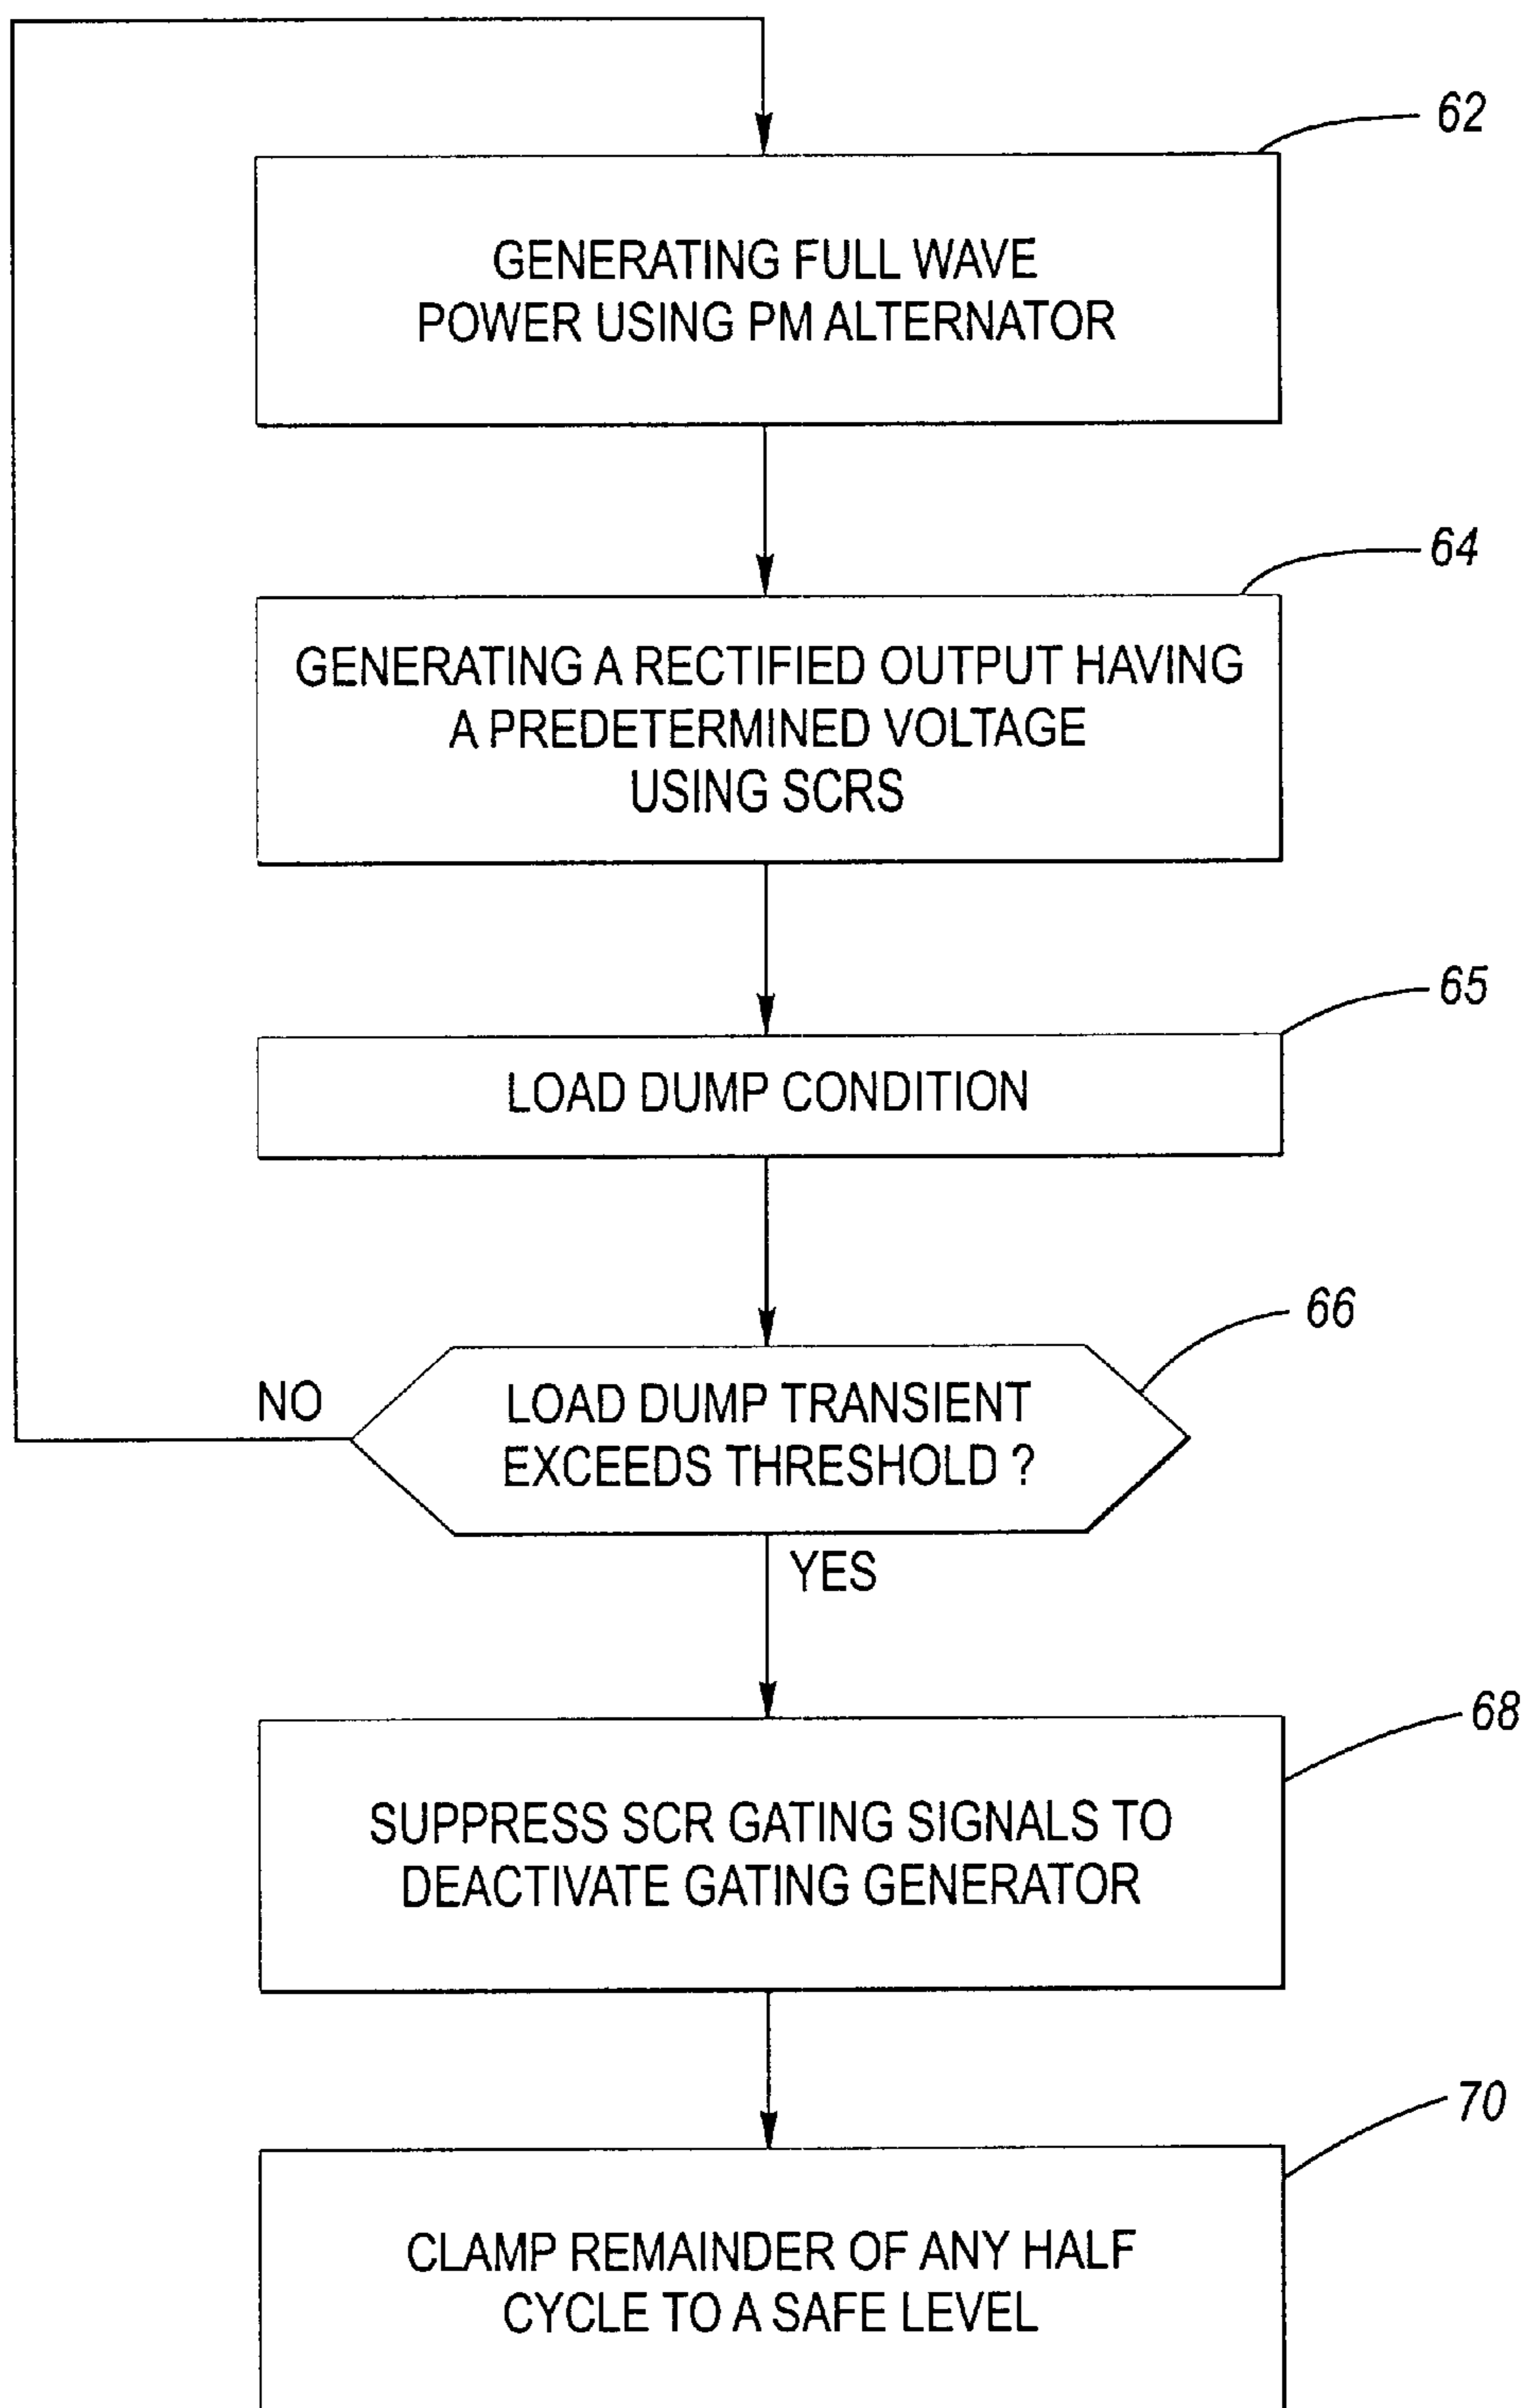 62
GENERATING FULL WAVE
POWER USING PM ALTERNATOR
64
GENERATING A RECTIFIED OUTPUT HAVING
A PREDETERMINED VOLTAGE
USING SCRS
65
LOAD DUMP CONDITION
66
NO
LOAD DUMP TRANSIENT
EXCEEDS THRESHOLD ?
YES
68
SUPPRESS SCR GATING SIGNALS TO
DEACTIVATE GATING GENERATOR
70
CLAMP REMAINDER OF ANY HALF
CYCLE TO A SAFE LEVEL